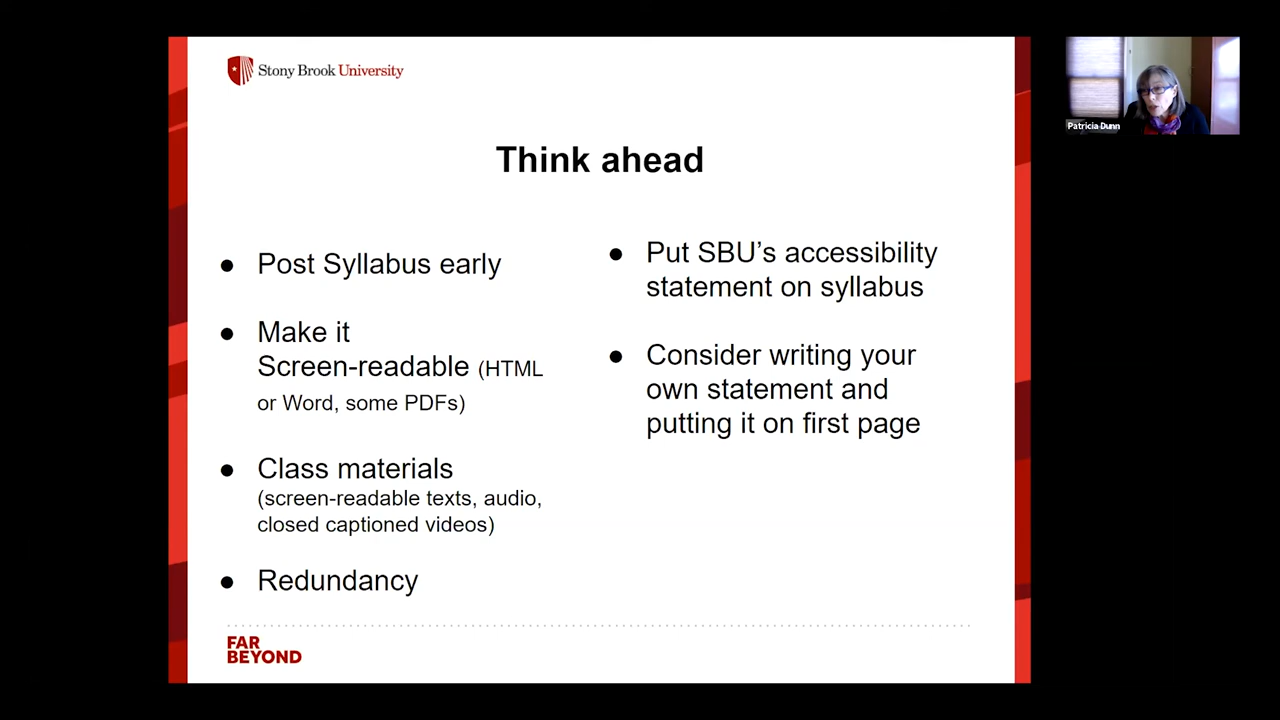 Stony Brook University
Think ahead
● Post Syllabus early
● Make it
Screen-readable (HTML
or Word, some PDFs)
● Class materials
(screen-readable texts, audio,
closed captioned videos)
● Redundancy
● Put SBU’s accessibility
statement on syllabus
● Consider writing your
own statement and
putting it on first page
FAR
BEYOND
Patricia Dunn